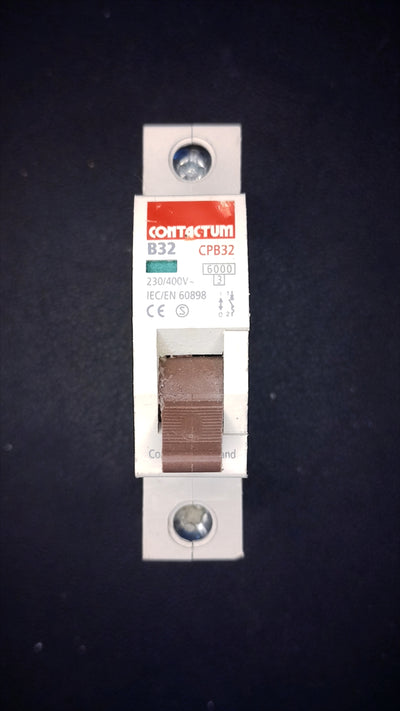 CONTACTUM
B32 CPB32
6000
230/400V~ 3
IEC/EN 60898
CE S